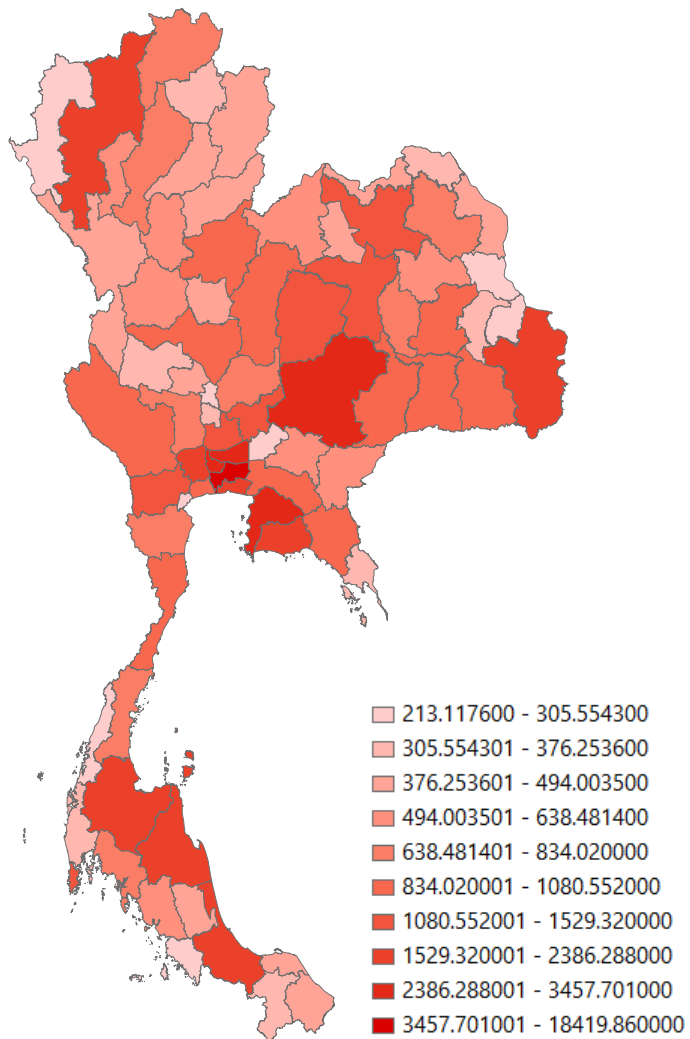 213.117600 - 305.554300
305.554301 - 376.253600
376.253601 - 494.003500
494.003501 - 638.481400
638.481401 - 834.020000
834.020001 - 1080.552000
1080.552001 - 1529.320000
1529.320001 - 2386.288000
2386.288001 - 3457.701000
3457.701001 - 18419.860000